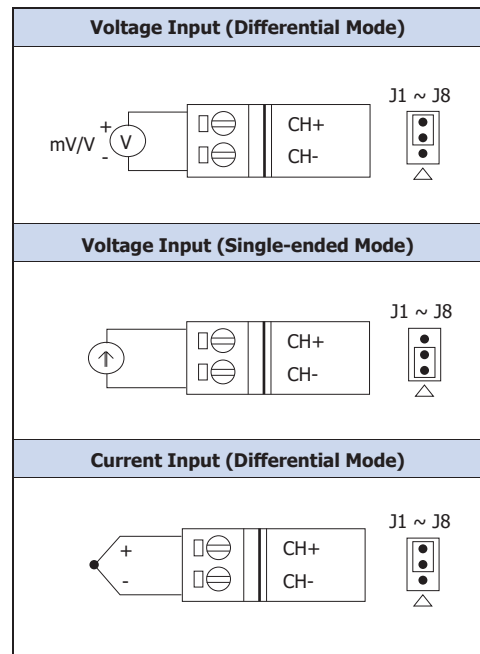 Voltage Input (Differential Mode)
J1 ~ J8
+
mV/V V
-
CH+
CH-
Voltage Input (Single-ended Mode)
J1 ~ J8
CH+
CH-
Current Input (Differential Mode)
J1 ~ J8
+
-
CH+
CH-